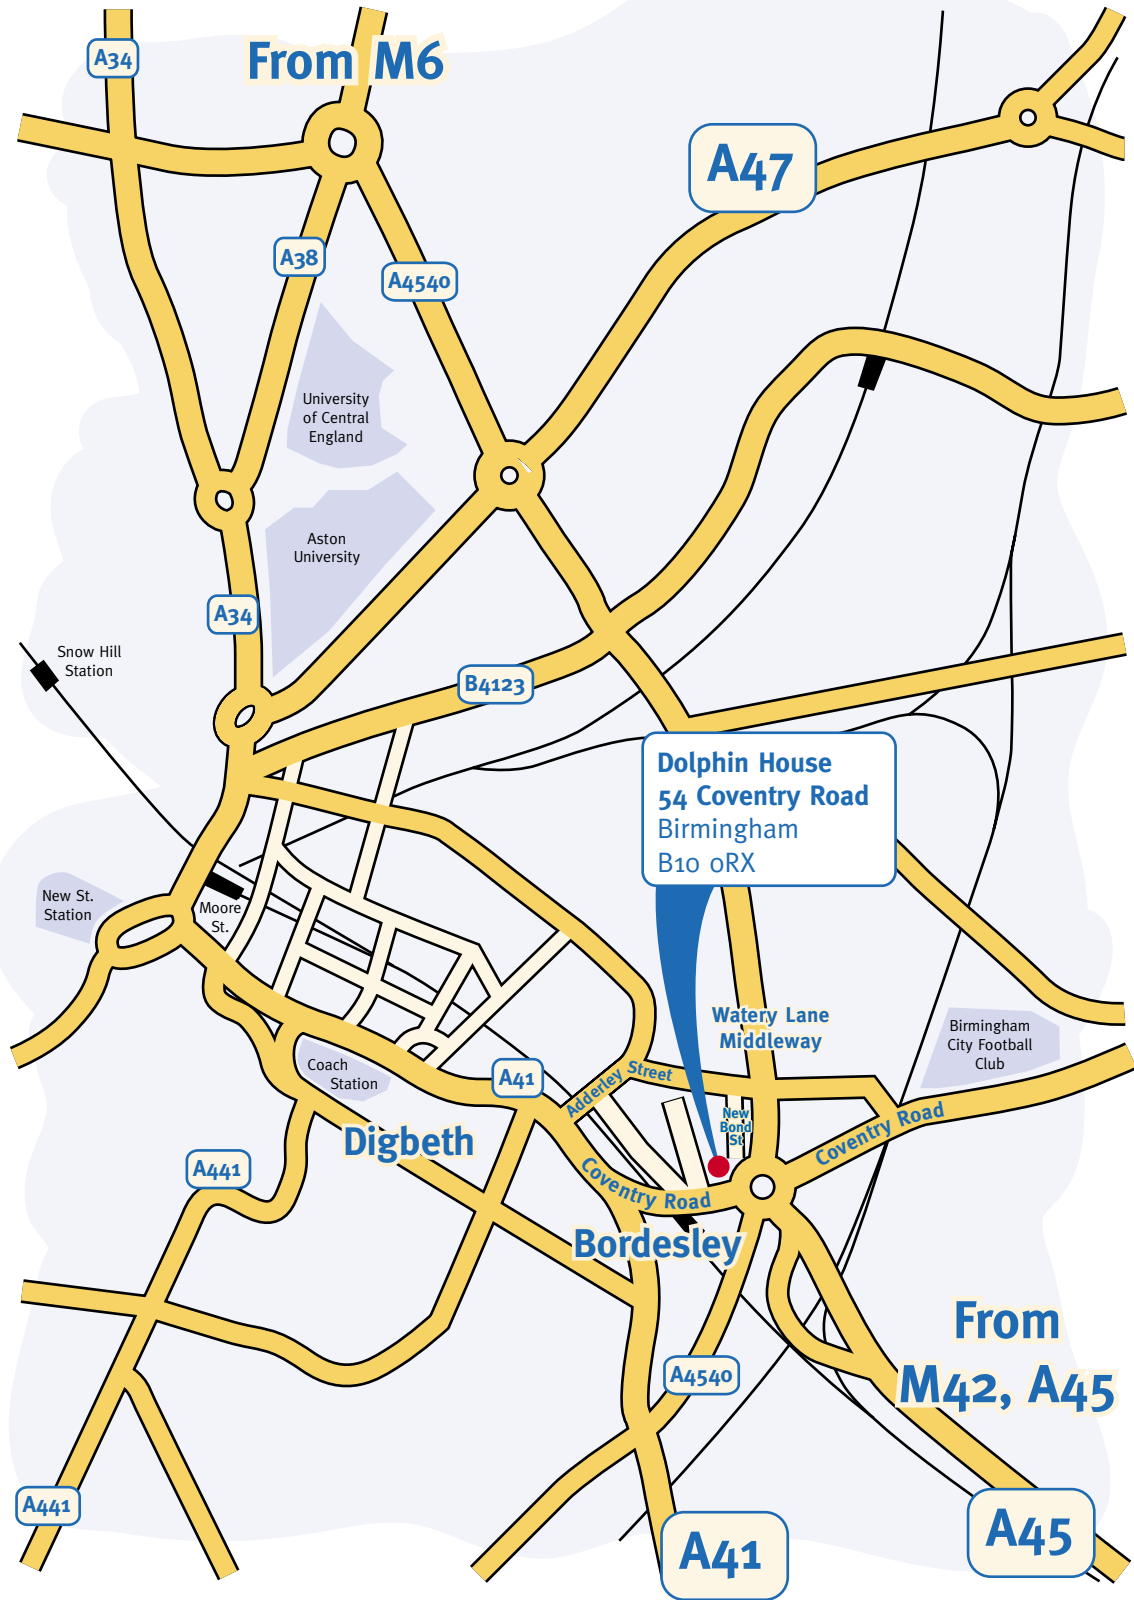 A34
From M6
A47
A38
A4540
University
of Central
England
Aston
University
A34
Snow Hill
Station
B4123
Dolphin House
54 Coventry Road
Birmingham
B10 0RX
New St.
Station
Moore
St.
Watery Lane
Middleway
Birmingham
City Football
Club
Coach
Station
A41
Adderley Street
New
Bond
St
Coventry Road
Digbeth
A441
Coventry Road
Bordesley
From
M42, A45
A4540
A441
A45
A41